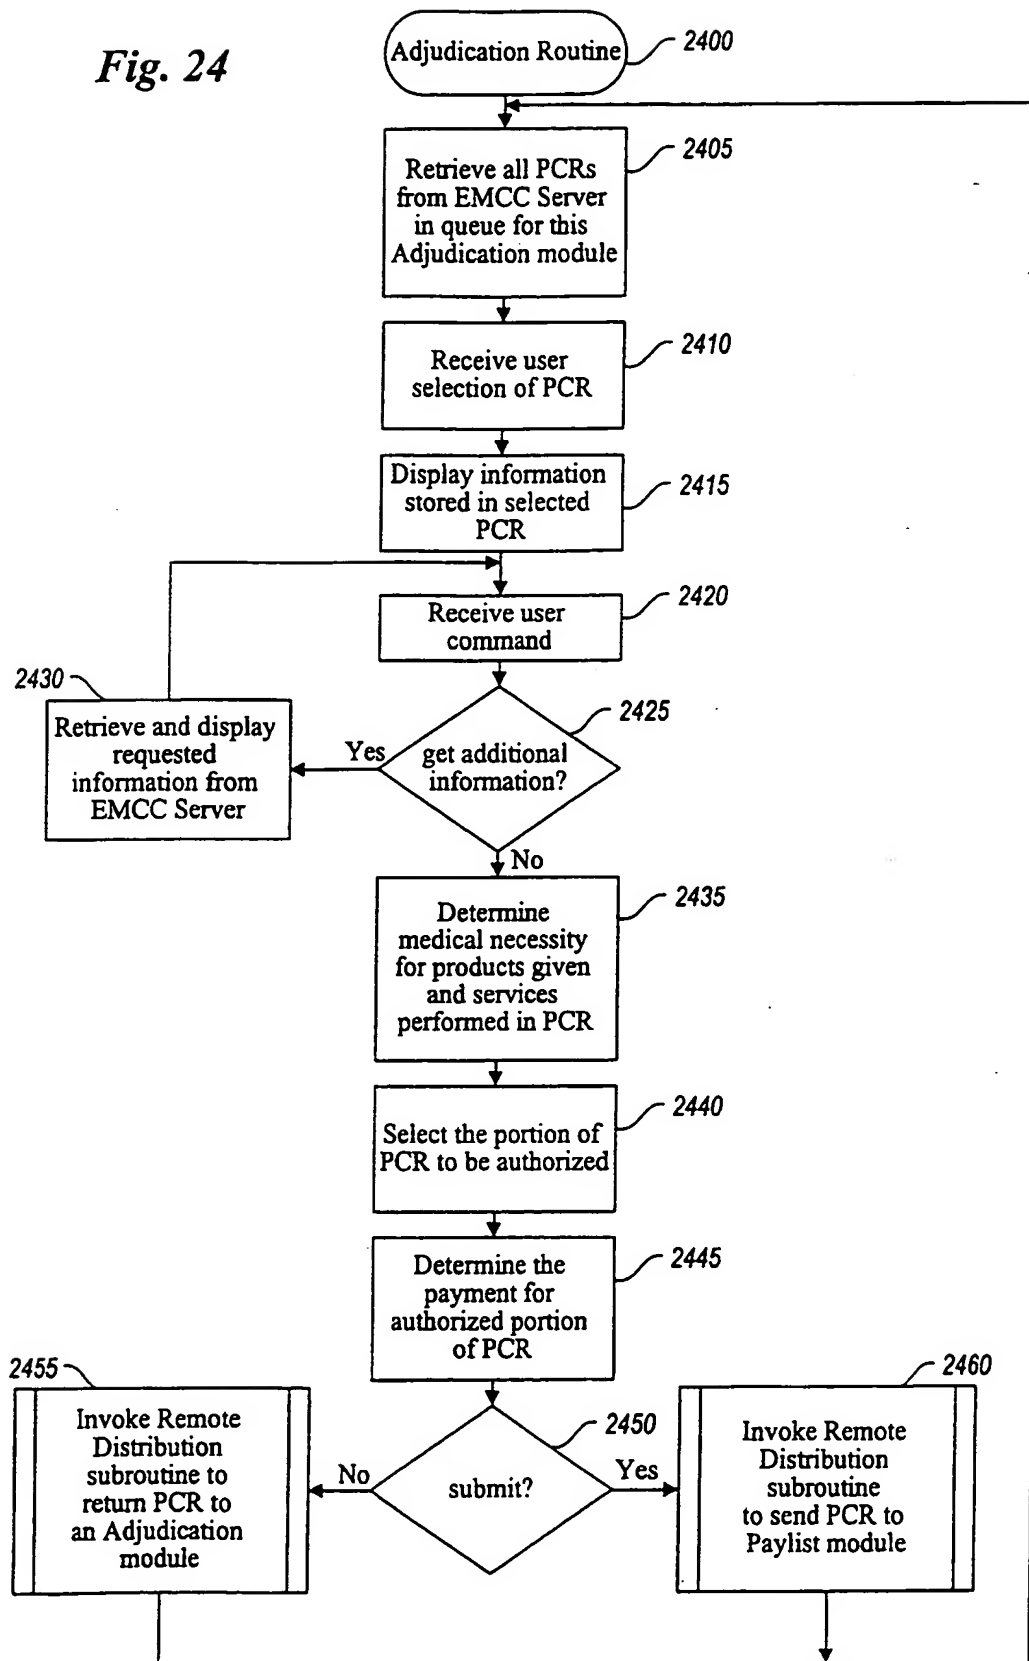 Fig. 24
Adjudication Routine
2400
Retrieve all PCRs
from EMCC Server
in queue for this
Adjudication module
2405
Receive user
selection of PCR
2410
Display information
stored in selected
PCR
2415
Receive user
command
2420
2430
Retrieve and display
requested
information from
EMCC Server
Yes
get additional
information?
2425
No
Determine
medical necessity
for products given
and services
performed in PCR
2435
Select the portion of
PCR to be authorized
2440
Determine the
payment for
authorized portion
of PCR
2445
2455
Invoke Remote
Distribution
subroutine to
return PCR to
an Adjudication
module
No
submit?
2450
Yes
2460
Invoke Remote
Distribution
subroutine
to send PCR to
Paylist module